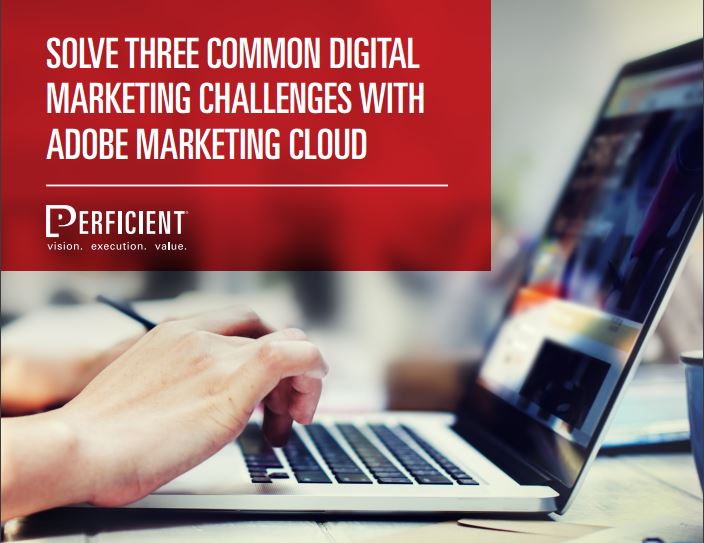 SOLVE THREE COMMON DIGITAL
MARKETING CHALLENGES WITH
ADOBE MARKETING CLOUD
PERFICIENT
vision. execution. value.